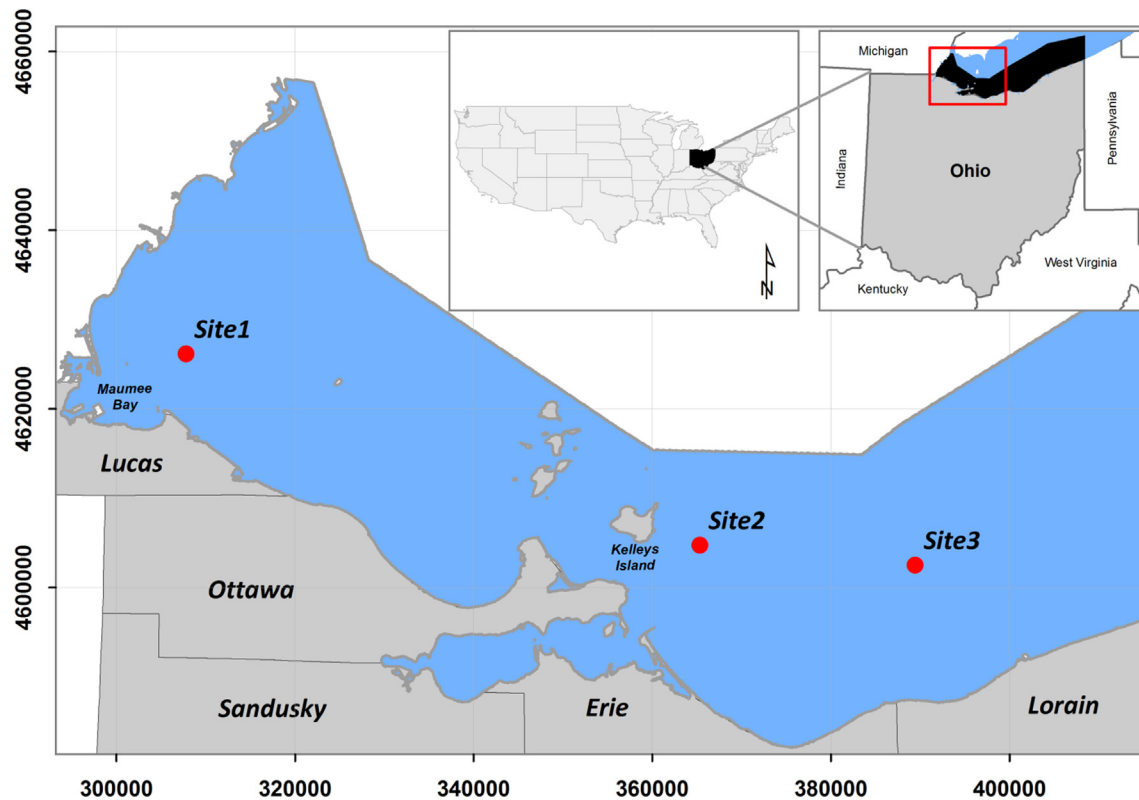 4660000
4640000
4620000
4600000
Michigan
Indiana
Ohio
Pennsylvania
West Virginia
Kentucky
N
Site1
Maumee
Bay
Lucas
Site2
Kelleys
Island
Site3
Ottawa
Sandusky
Erie
Lorain
300000
320000
340000
360000
380000
400000